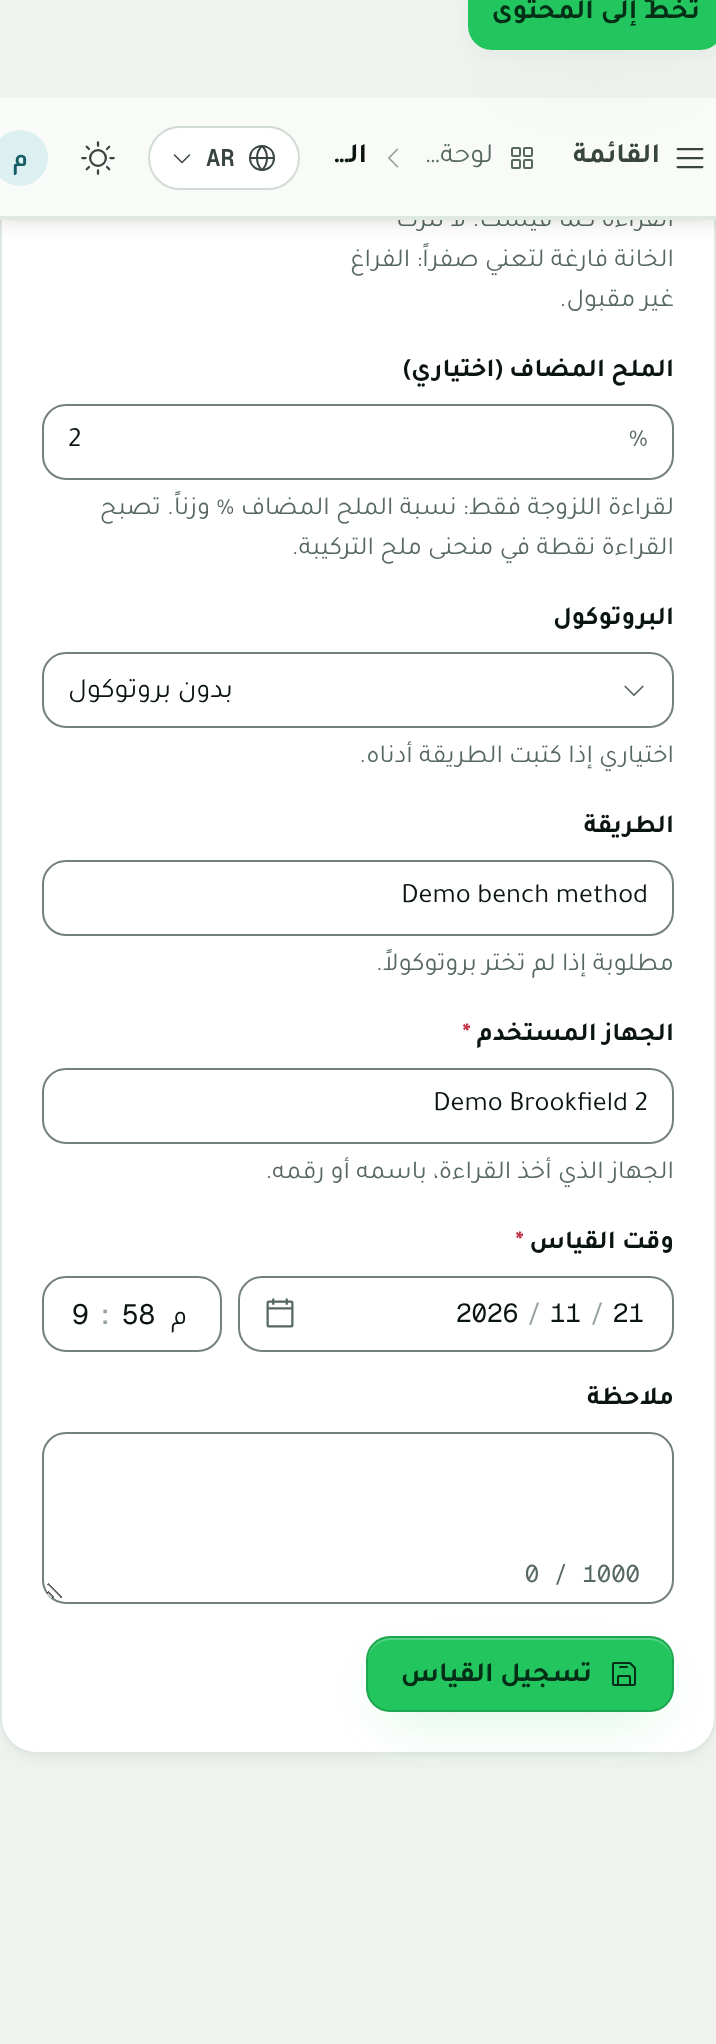 تخطَّ إلى المحتوى
القائمة
لوحة...
الـ...
AR
م
الخانة فارغة لتعني صفراً: الفراغ
غير مقبول.
الملح المضاف (اختياري)
2 %
لقراءة اللزوجة فقط: نسبة الملح المضاف % وزناً. تصبح
القراءة نقطة في منحنى ملح التركيبة.
البروتوكول
بدون بروتوكول
اختياري إذا كتبت الطريقة أدناه.
الطريقة
Demo bench method
مطلوبة إذا لم تختر بروتوكولاً.
الجهاز المستخدم *
Demo Brookfield 2
الجهاز الذي أخذ القراءة، باسمه أو رقمه.
وقت القياس *
2026 / 11 / 21
9 : 58 م
ملاحظة
0 / 1000
تسجيل القياس